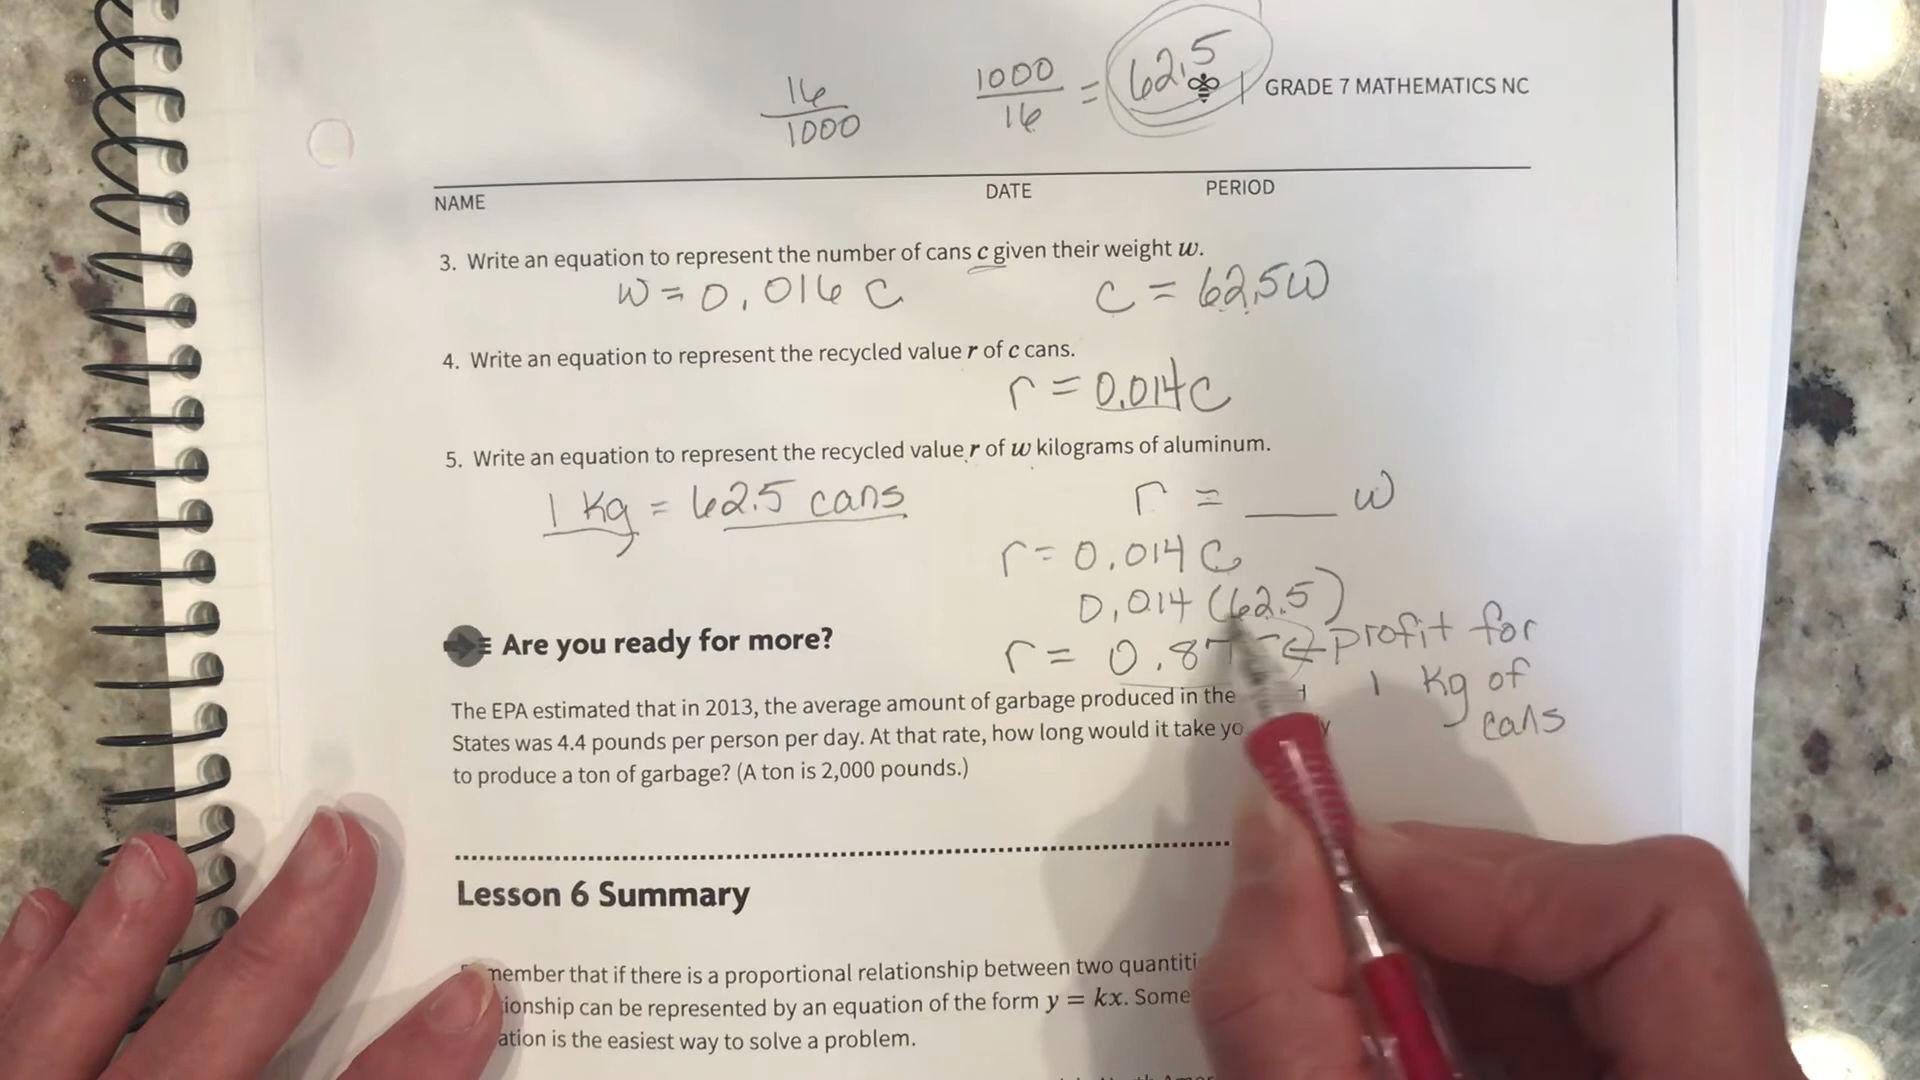 16
1000
1000
16
= 62.5
GRADE 7 MATHEMATICS NC
NAME DATE PERIOD
3. Write an equation to represent the number of cans c given their weight w.
w = 0.016 c c = 62.5w
4. Write an equation to represent the recycled value r of c cans.
r = 0.014c
5. Write an equation to represent the recycled value r of w kilograms of aluminum.
1 kg = 62.5 cans r = ___ w
r = 0.014 c
0.014 (62.5)
r = 0.87 ← profit for
1 kg of
cans
Are you ready for more?
The EPA estimated that in 2013, the average amount of garbage produced in the
States was 4.4 pounds per person per day. At that rate, how long would it take
to produce a ton of garbage? (A ton is 2,000 pounds.)
Lesson 6 Summary
that if there is a proportional relationship between two
can be represented by an equation of the form y = kx. Some
is the easiest way to solve a problem.